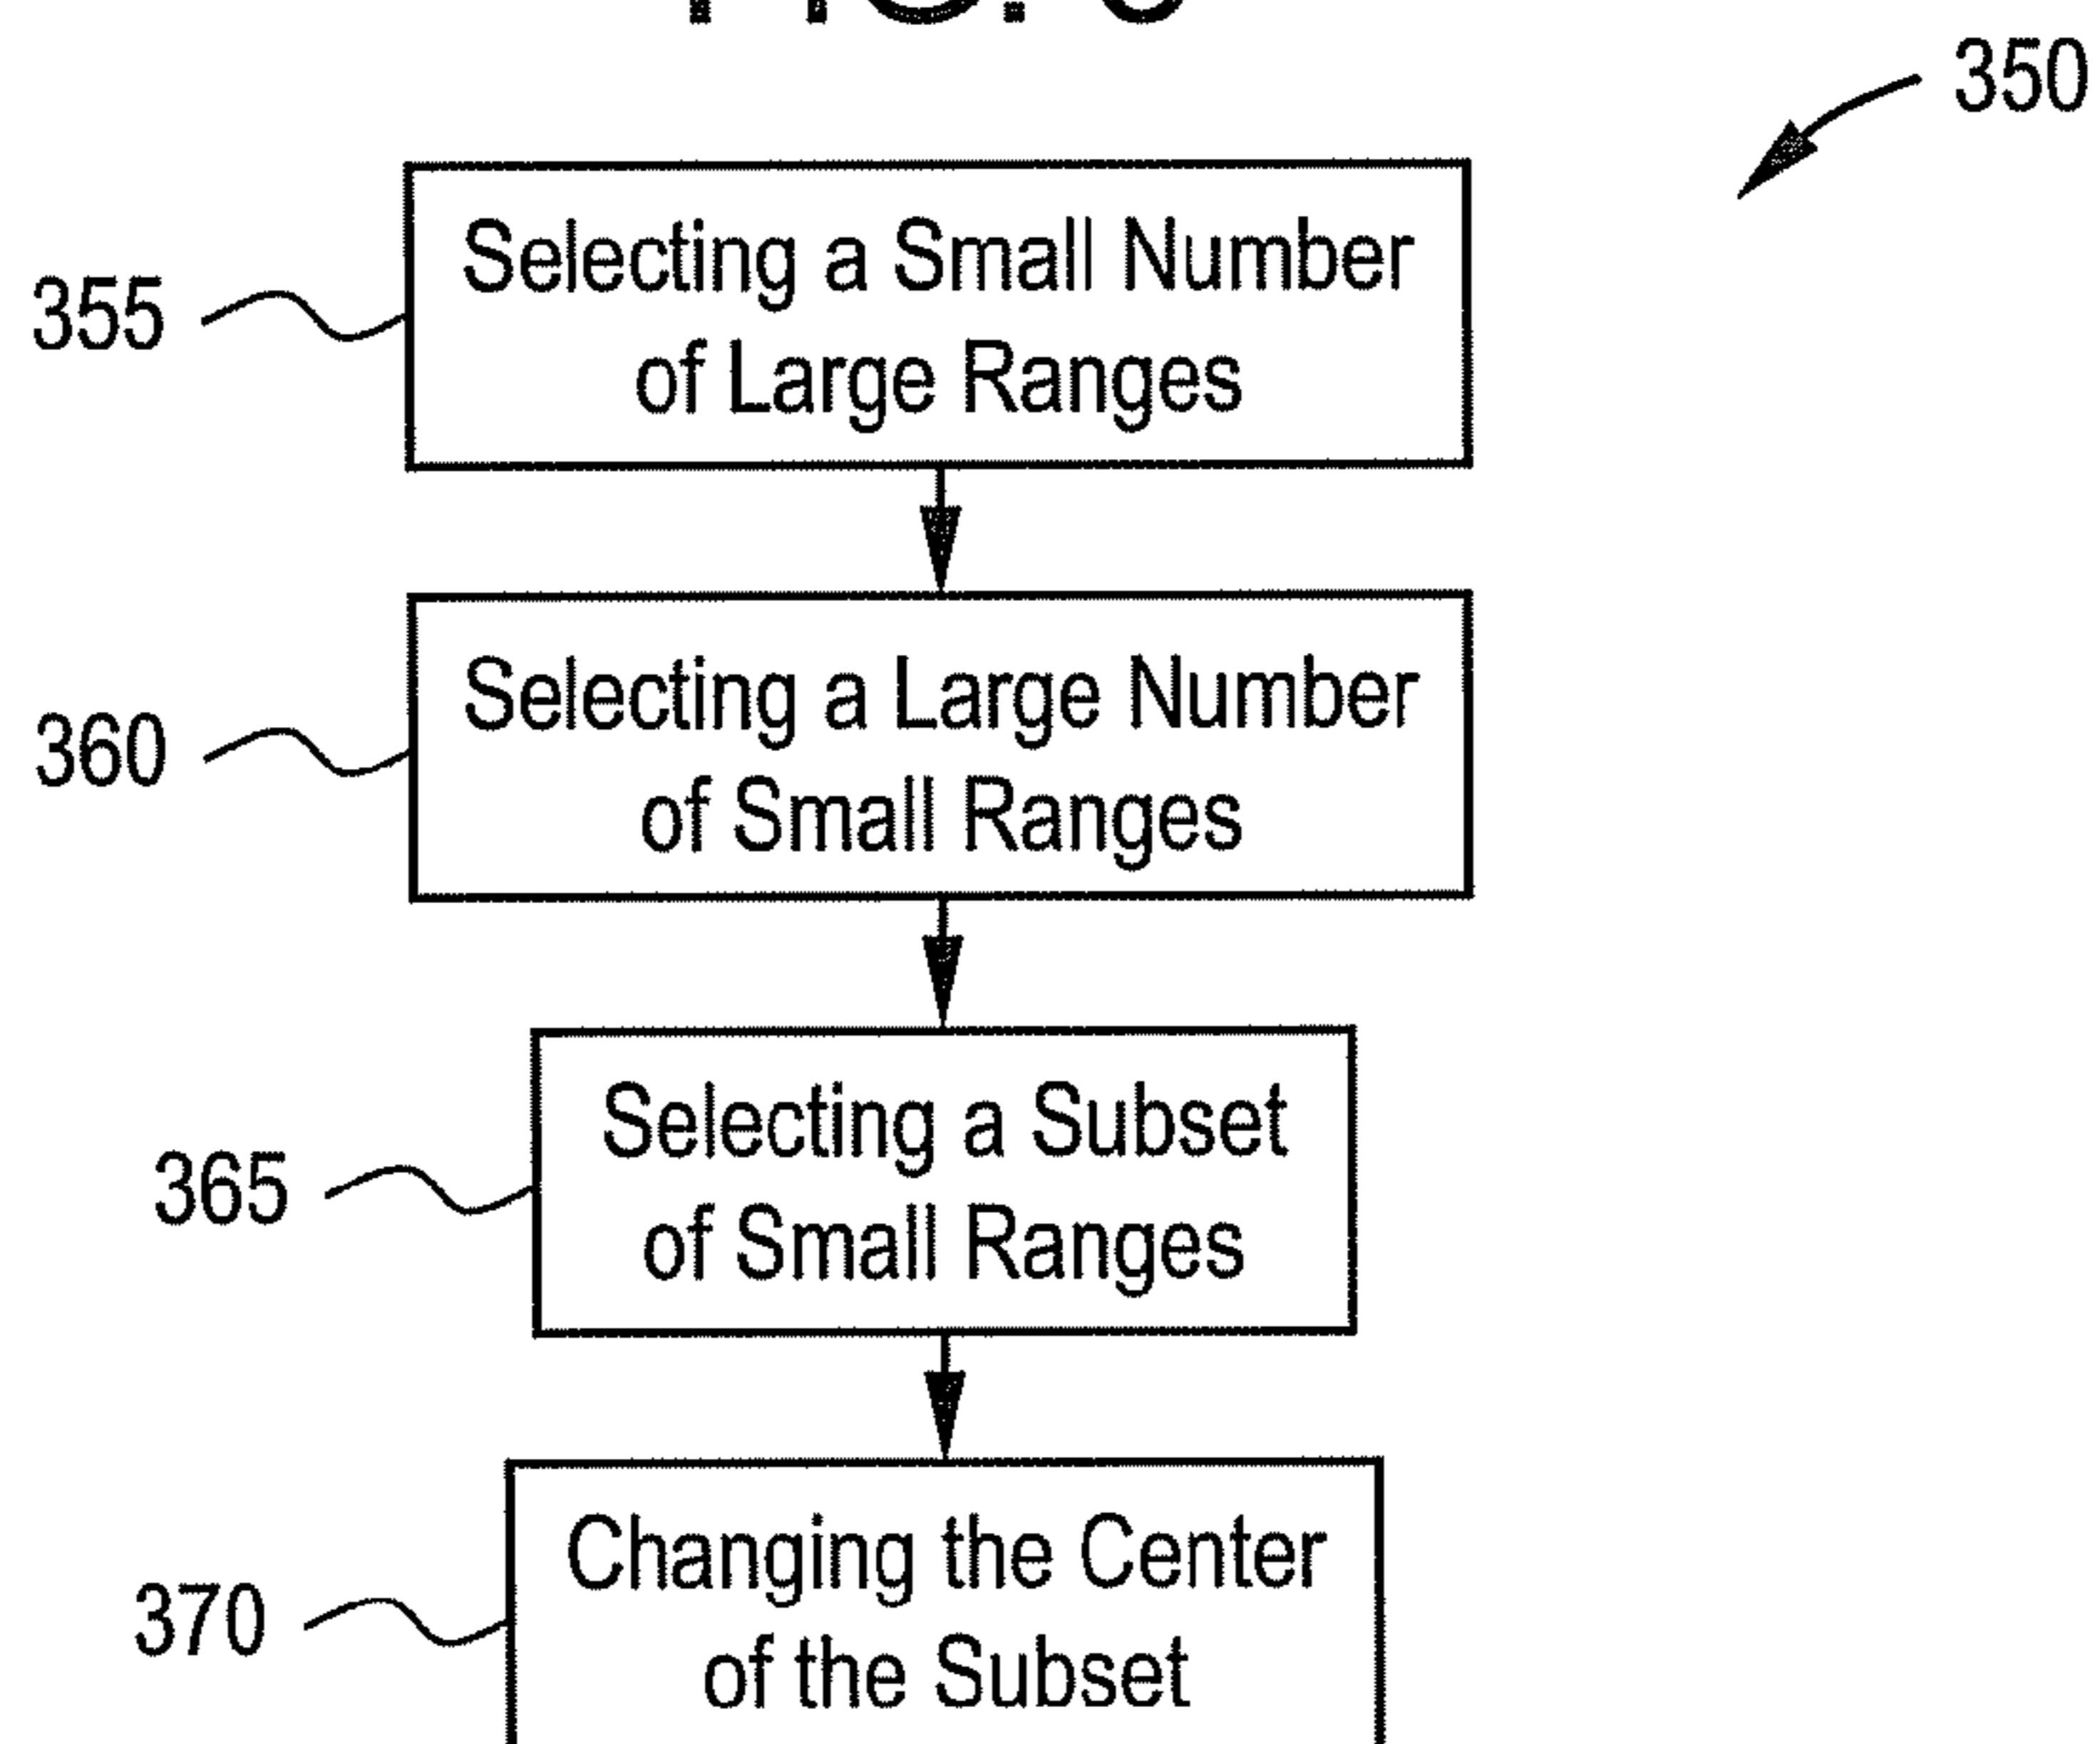 350
355
Selecting a Small Number
of Large Ranges
360
Selecting a Large Number
of Small Ranges
365
Selecting a Subset
of Small Ranges
370
Changing the Center
of the Subset